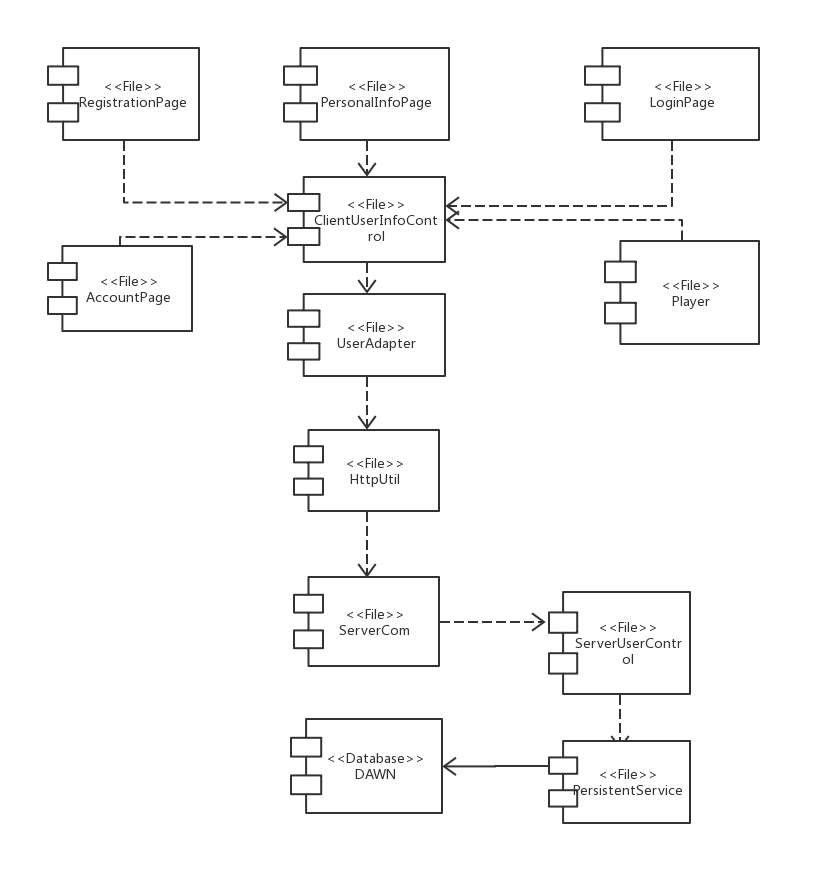 <<File>>
RegistrationPage
<<File>>
PersonalInfoPage
<<File>>
LoginPage
<<File>>
ClientUserInfoCont
rol
<<File>>
AccountPage
<<File>>
Player
<<File>>
UserAdapter
<<File>>
HttpUtil
<<File>>
ServerCom
<<File>>
ServerUserContr
ol
<<Database>>
DAWN
<<File>>
PersistentService